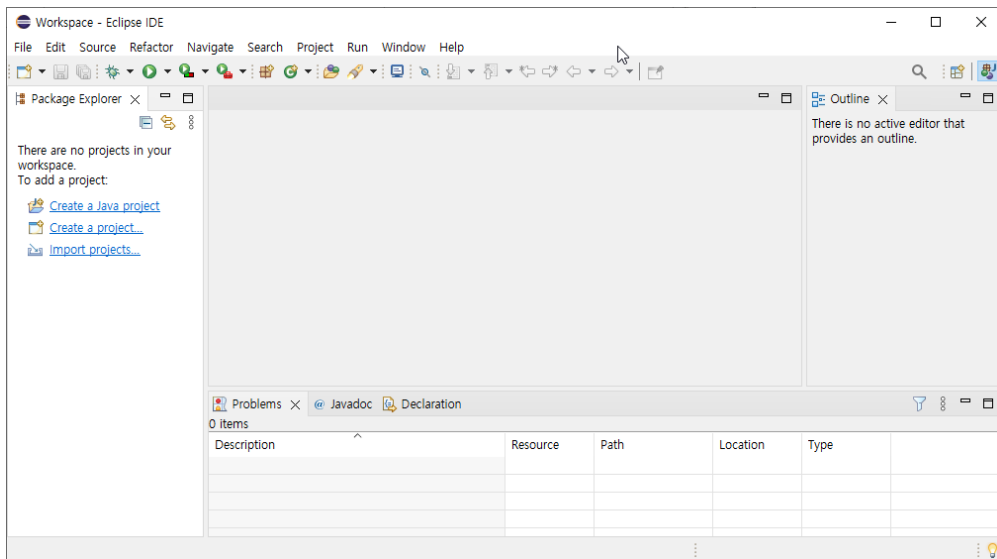 Workspace - Eclipse IDE
File Edit Source Refactor Navigate Search Project Run Window Help
Package Explorer
There are no projects in your
workspace.
To add a project:
Create a Java project
Create a project...
Import projects...
Outline
There is no active editor that
provides an outline.
Problems @ Javadoc Declaration
0 items
Description Resource Path Location Type